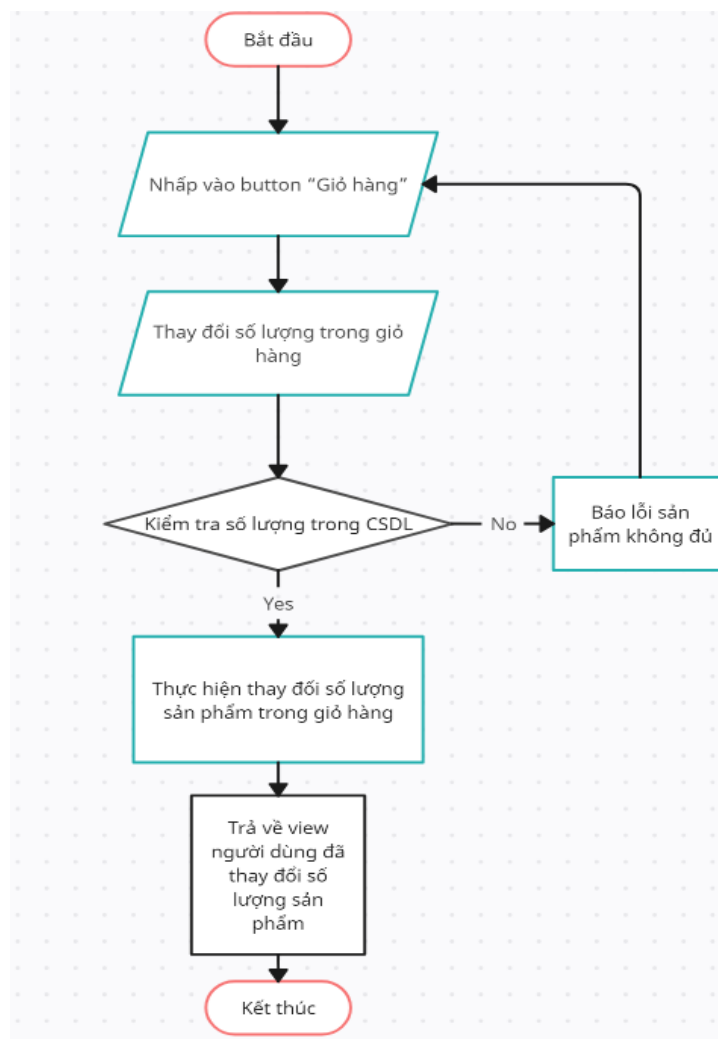 Bắt đầu
Nhấp vào button “Giỏ hàng”
Thay đổi số lượng trong giỏ
hàng
Kiểm tra số lượng trong CSDL
No
Báo lỗi sản
phẩm không đủ
Yes
Thực hiện thay đổi số lượng
sản phẩm trong giỏ hàng
Trả về view
người dùng đã
thay đổi số
lượng sản
phẩm
Kết thúc